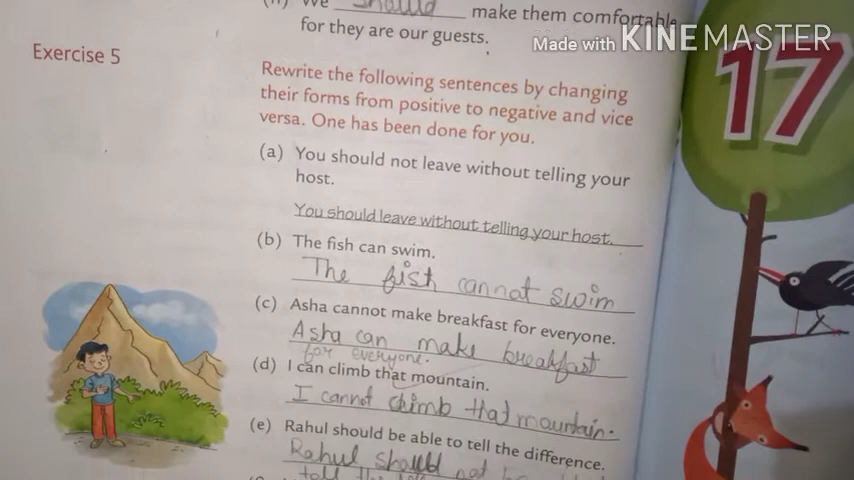 (h) We should make them comfortable
for they are our guests.
Made with KINEMASTER
17
Exercise 5
Rewrite the following sentences by changing
their forms from positive to negative and vice
versa. One has been done for you.
(a) You should not leave without telling your
host.
You should leave without telling your host.
(b) The fish can swim.
The fish cannot swim
(c) Asha cannot make breakfast for everyone.
Asha can make breakfast
for everyone.
(d) I can climb that mountain.
I cannot climb that mountain.
(e) Rahul should be able to tell the difference.
Rahul should not
tell the